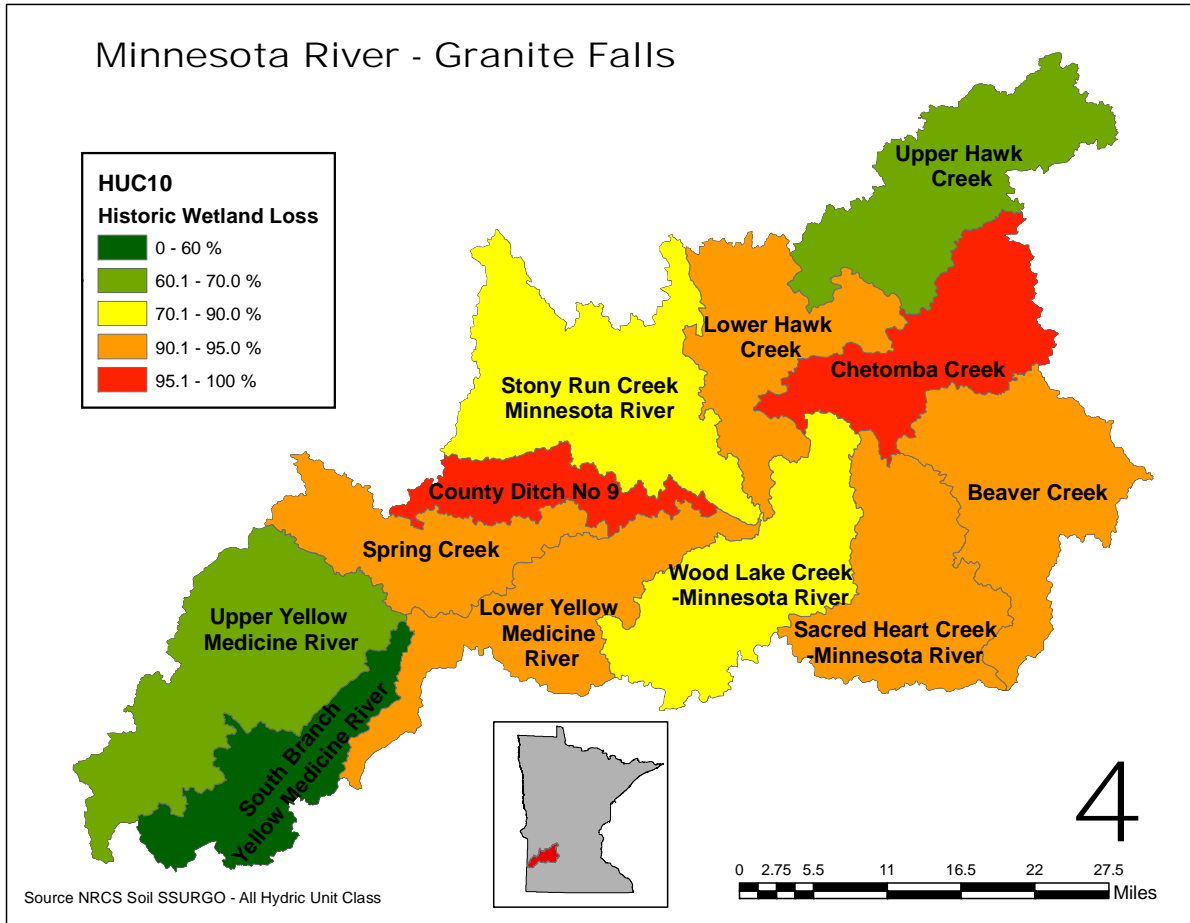 Minnesota River - Granite Falls
HUC10
Historic Wetland Loss
0 - 60 %
60.1 - 70.0 %
70.1 - 90.0 %
90.1 - 95.0 %
95.1 - 100 %
Upper Hawk
Creek
Lower Hawk
Creek
Chetomba Creek
Stony Run Creek
Minnesota River
County Ditch No 9
Beaver Creek
Spring Creek
Wood Lake Creek
-Minnesota River
Upper Yellow
Medicine River
Lower Yellow
Medicine
River
Sacred Heart Creek
-Minnesota River
South Branch
Yellow Medicine River
4
0 2.75 5.5 11 16.5 22 27.5
Miles
Source NRCS Soil SSURGO - All Hydric Unit Class